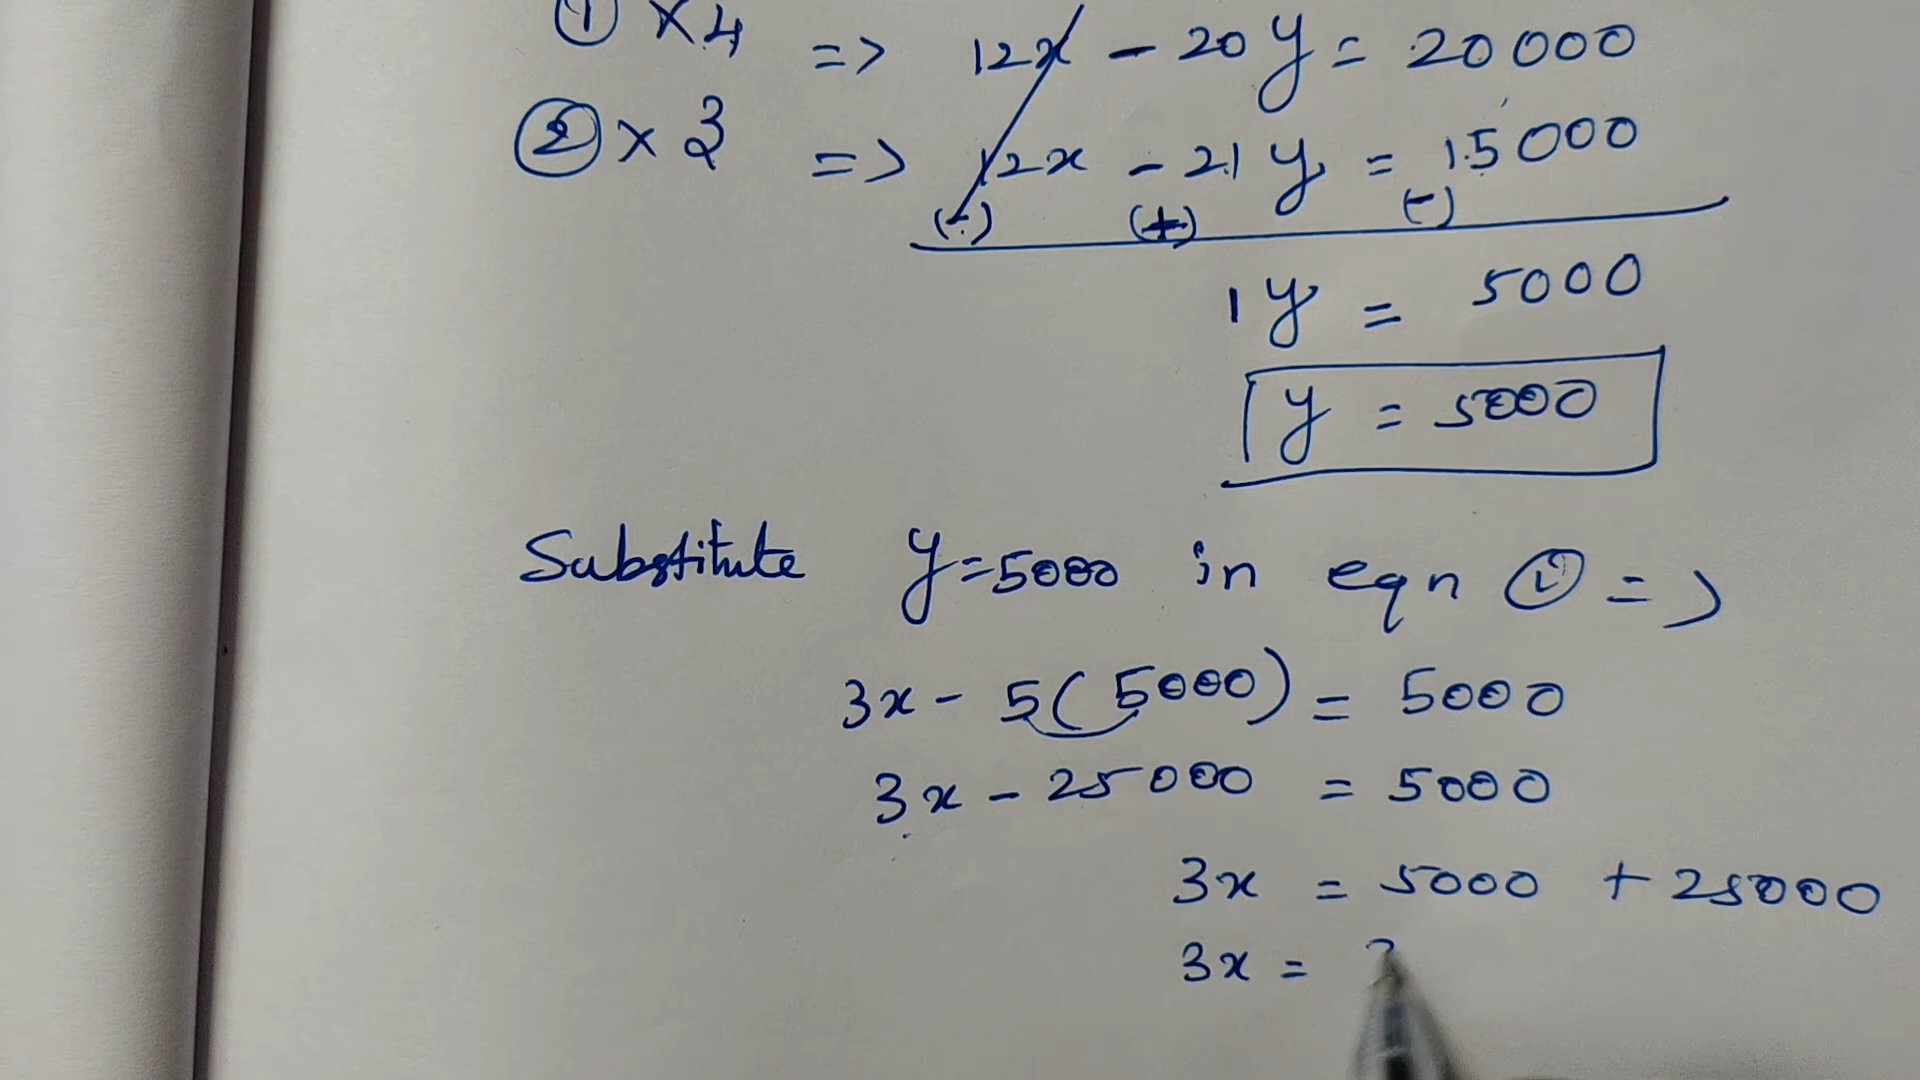 ① × 4 => 12x - 20y = 20000
② × 3 => 12x - 21y = 15000
(-) (+) (-)
1y = 5000
y = 5000
Substitute y=5000 in eqn ① =>
3x - 5(5000) = 5000
3x - 25000 = 5000
3x = 5000 + 25000
3x =